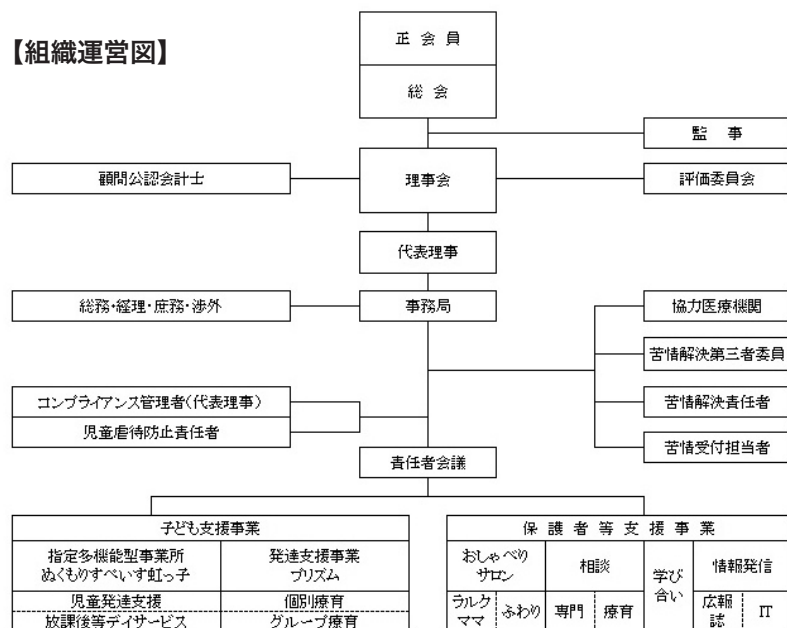 【組織運営図】
正会員
総会
監事
顧問公認会計士
理事会
評価委員会
代表理事
総務・経理・庶務・渉外
事務局
協力医療機関
苦情解決第三者委員
コンプライアンス管理者(代表理事)
苦情解決責任者
児童虐待防止責任者
苦情受付担当者
責任者会議
子ども支援事業
指定多機能型事業所
ぬくもりすぺいす虹っ子
発達支援事業
プリズム
児童発達支援
個別療育
放課後等デイサービス
グループ療育
保護者等支援事業
おしゃべり
サロン
相談
学び
合い
情報発信
ラルク
ママ
ふわり
専門
療育
広報
誌
IT